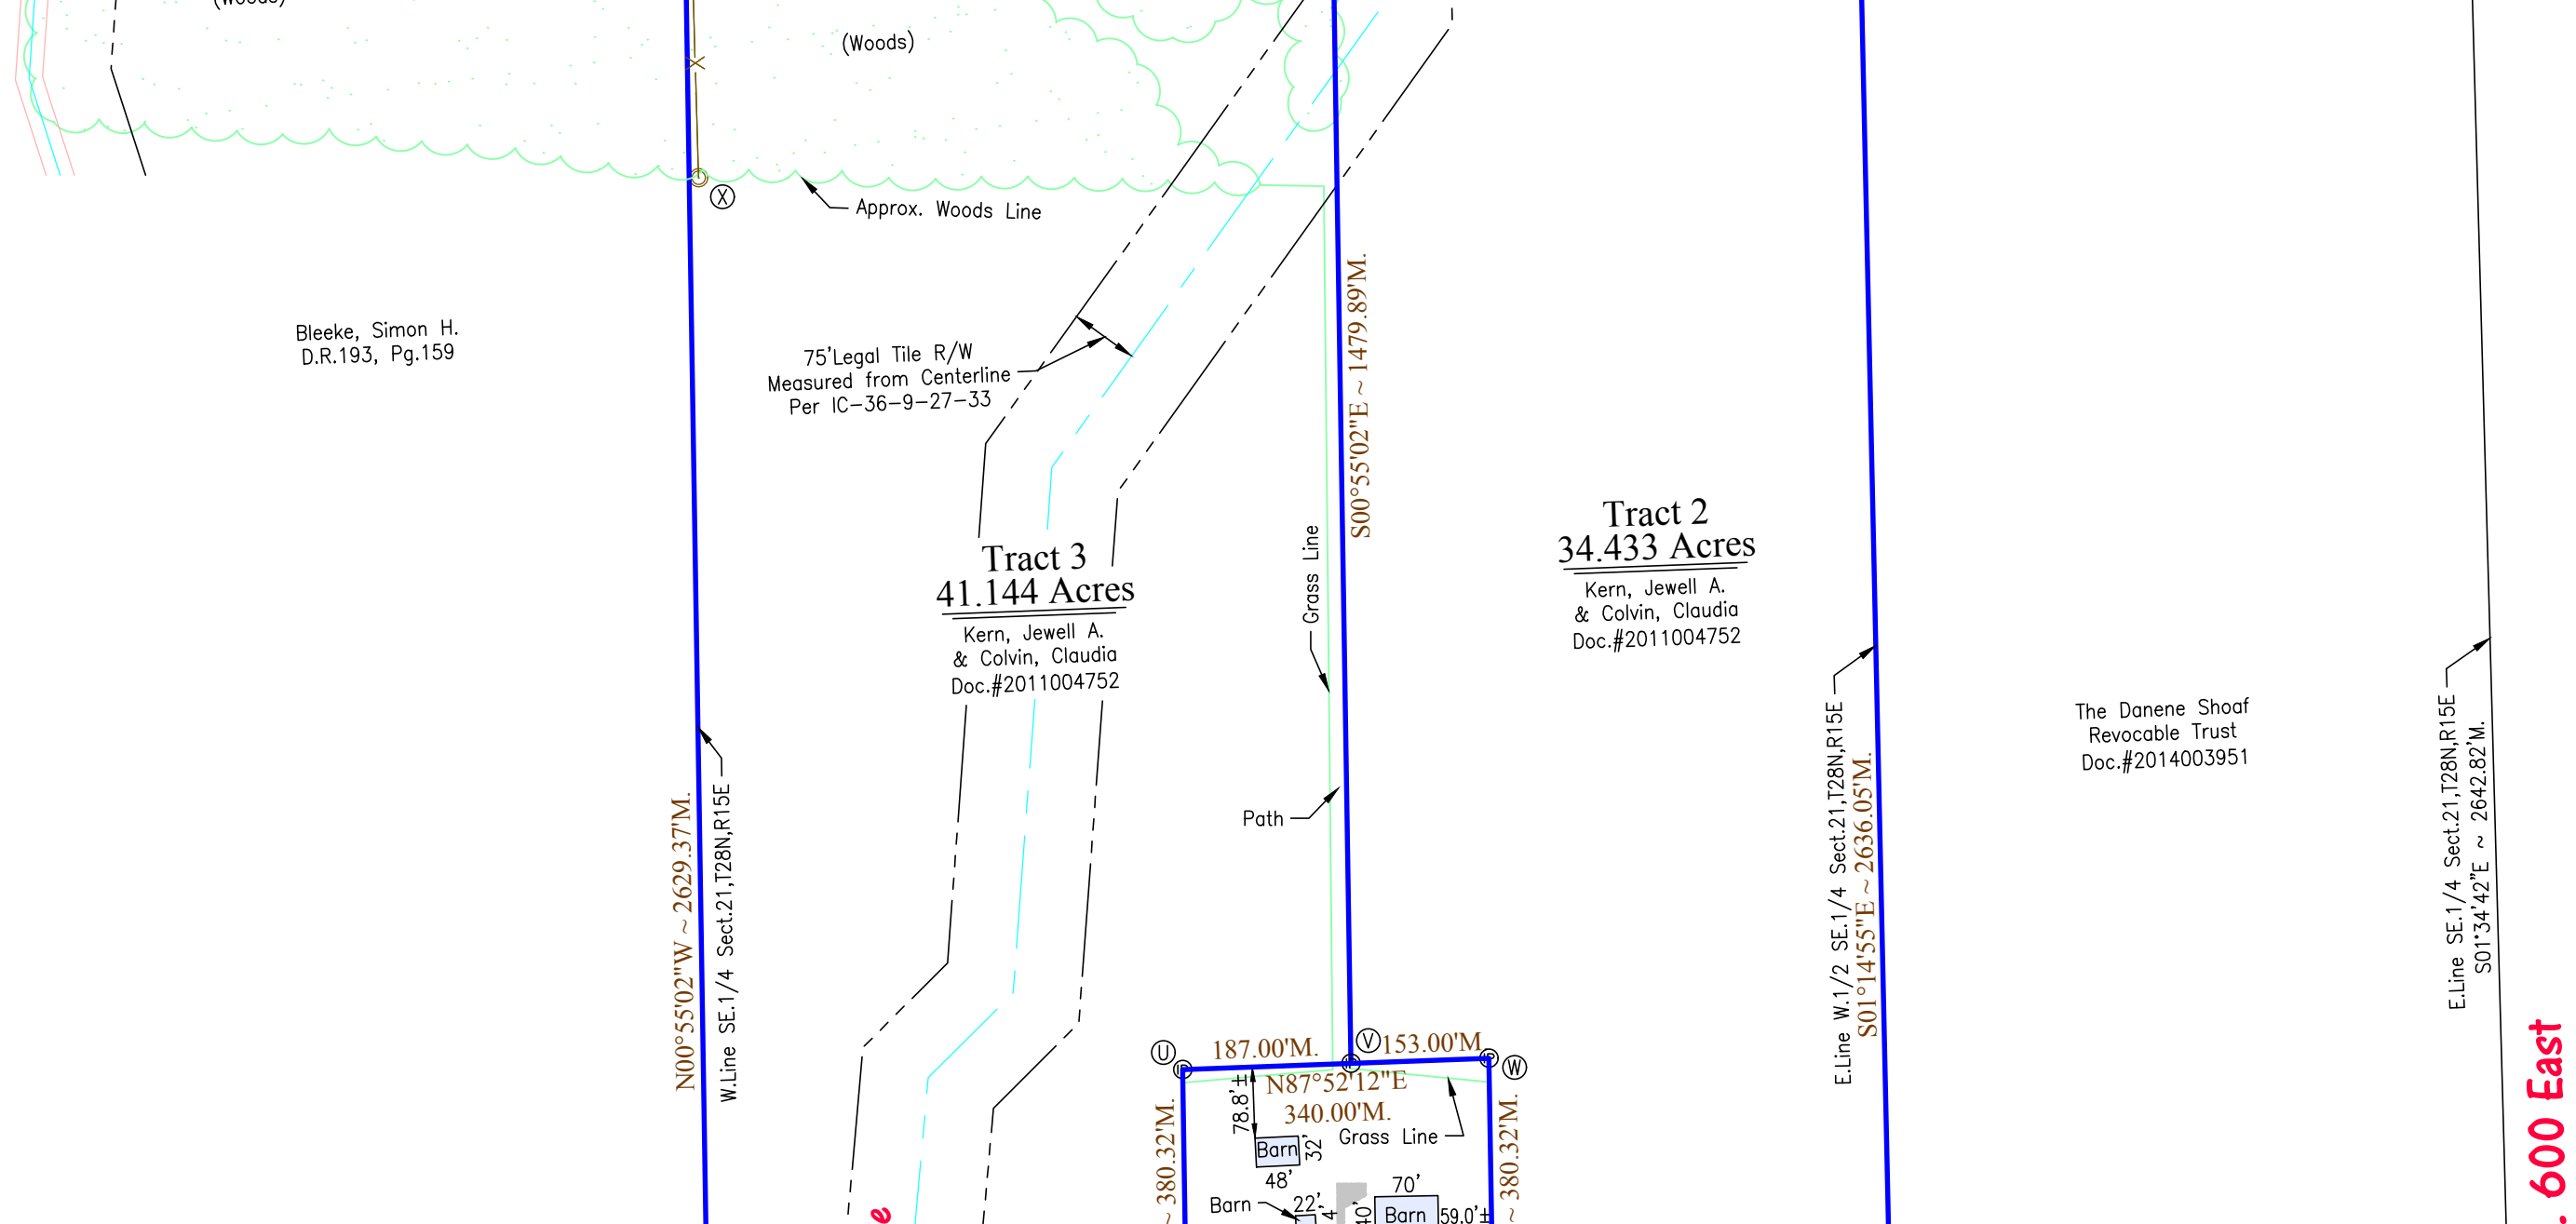 (Woods)
(Woods)
X
Ⓧ
Approx. Woods Line
Bleeke, Simon H.
D.R.193, Pg.159
75'Legal Tile R/W
Measured from Centerline
Per IC-36-9-27-33
S00°55'02"E ~ 1479.89'M.
Grass Line
Tract 3
41.144 Acres
Kern, Jewell A.
& Colvin, Claudia
Doc.#2011004752
Tract 2
34.433 Acres
Kern, Jewell A.
& Colvin, Claudia
Doc.#2011004752
The Danene Shoaf
Revocable Trust
Doc.#2014003951
Path
N00°55'02"W ~ 2629.37'M.
W.Line SE.1/4 Sect.21,T28N,R15E
E.Line W.1/2 SE.1/4 Sect.21,T28N,R15E
S01°14'55"E ~ 2636.05'M.
E.Line SE.1/4 Sect.21,T28N,R15E
S01°34'42"E ~ 2642.82'M.
. 600 East
Ⓤ
187.00'M.
Ⓥ
153.00'M.
Ⓦ
IP
IP
IP
N87°52'12"E
340.00'M.
78.8'±
Grass Line
Barn
32'
48'
~ 380.32'M.
~ 380.32'M.
Barn
22'
70'
Barn
59.0'±
e